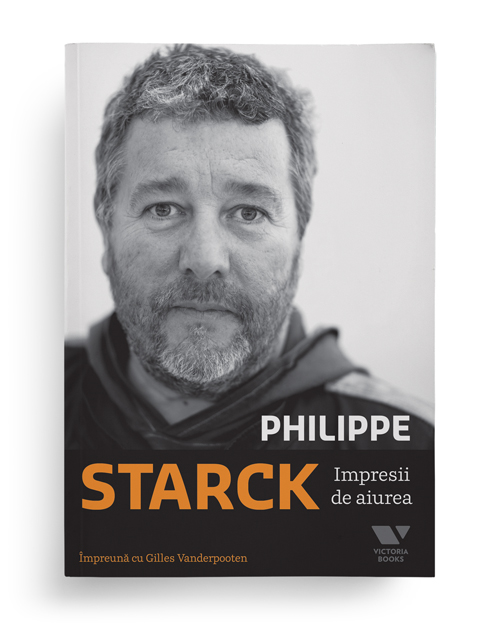 PHILIPPE
STARCK
Impresii
de aiurea
Împreună cu Gilles Vanderpooten
VICTORIA
BOOKS